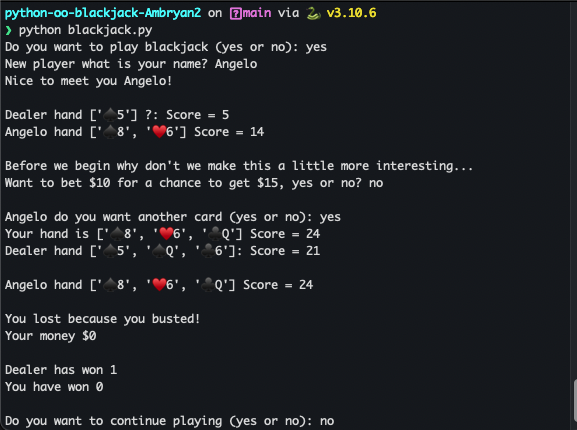 python-oo-blackjack-Ambryan2 on main via 🐍 v3.10.6
❯ python blackjack.py
Do you want to play blackjack (yes or no): yes
New player what is your name? Angelo
Nice to meet you Angelo!
Dealer hand ['♠️5'] ?: Score = 5
Angelo hand ['♠️8', '♥️6'] Score = 14
Before we begin why don't we make this a little more interesting...
Want to bet $10 for a chance to get $15, yes or no? no
Angelo do you want another card (yes or no): yes
Your hand is ['♠️8', '♥️6', '♣️Q'] Score = 24
Dealer hand ['♠️5', '♠️Q', '♣️6']: Score = 21
Angelo hand ['♠️8', '♥️6', '♣️Q'] Score = 24
You lost because you busted!
Your money $0
Dealer has won 1
You have won 0
Do you want to continue playing (yes or no): no